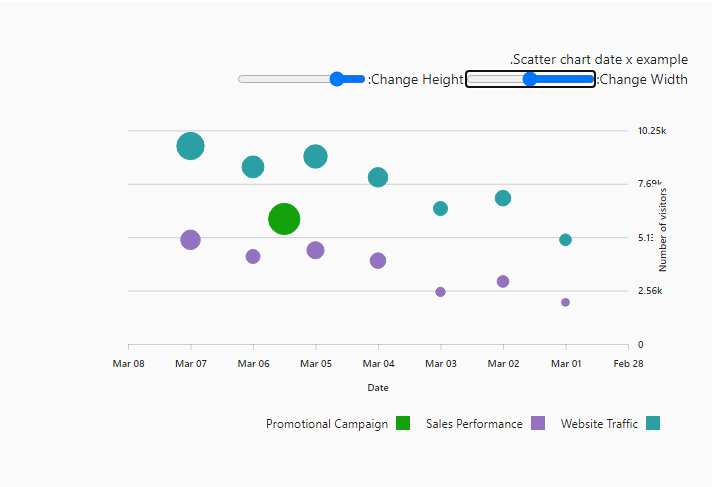 .Scatter chart date x example
:Change Width
:Change Height
10.25k
2.56k
0
Number of visitors
Mar 08 Mar 07 Mar 06 Mar 05 Mar 04 Mar 03 Mar 02 Mar 01 Feb 28
Date
Promotional Campaign Sales Performance Website Traffic